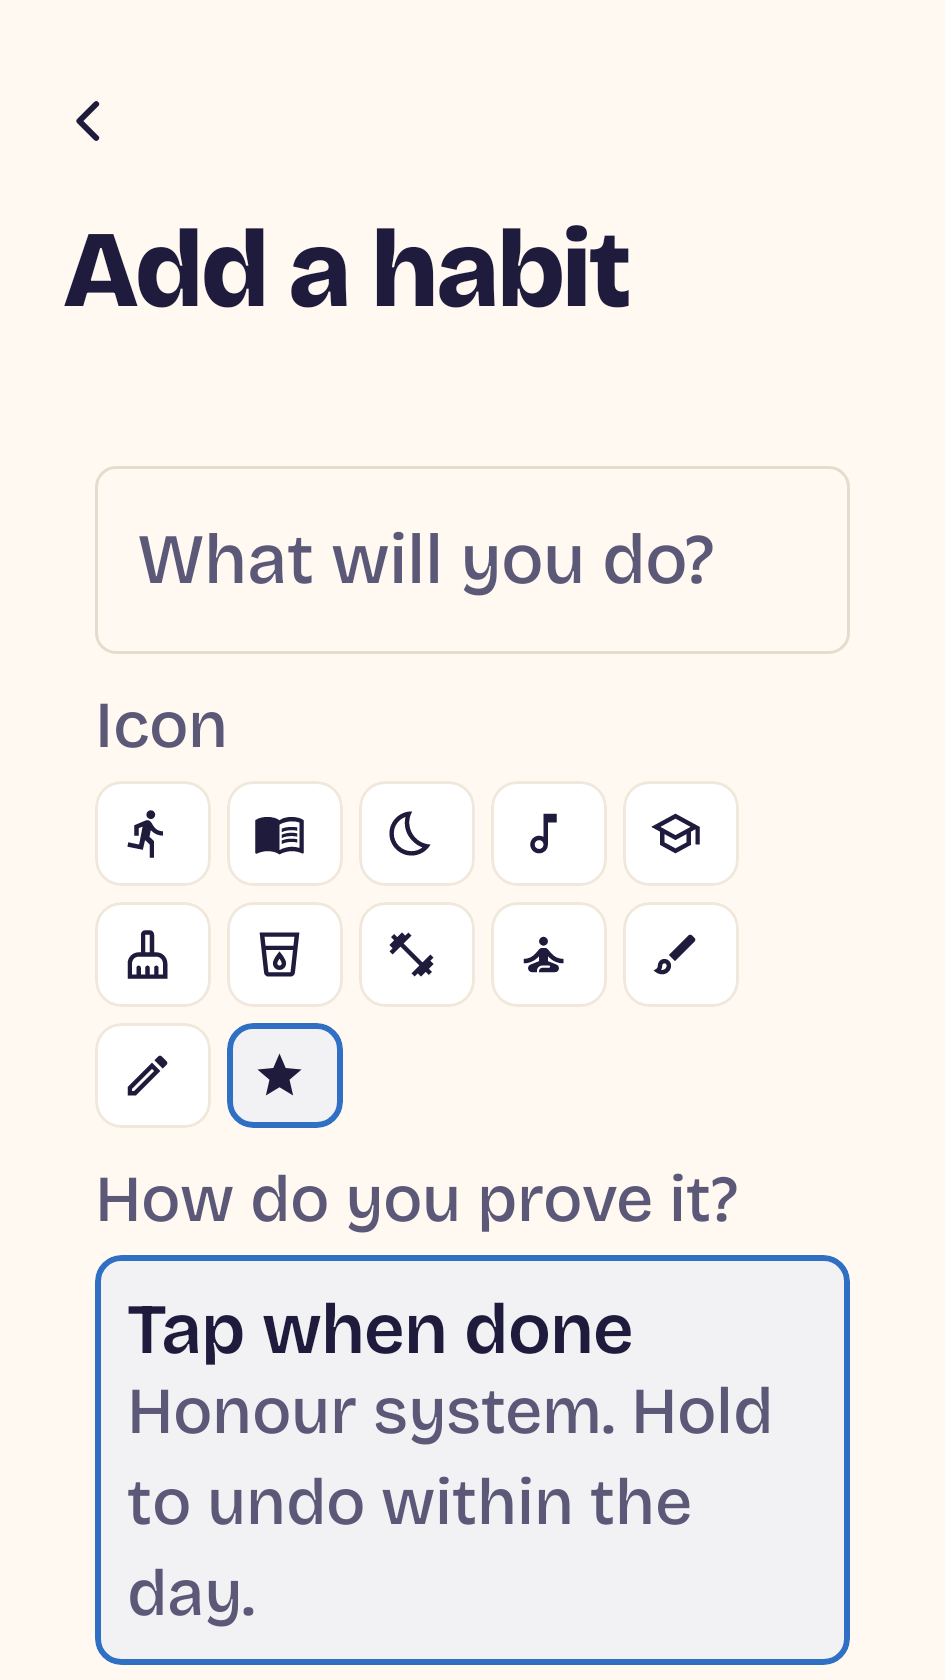 Add a habit
What will you do?
Icon
How do you prove it?
Tap when done
Honour system. Hold
to undo within the
day.